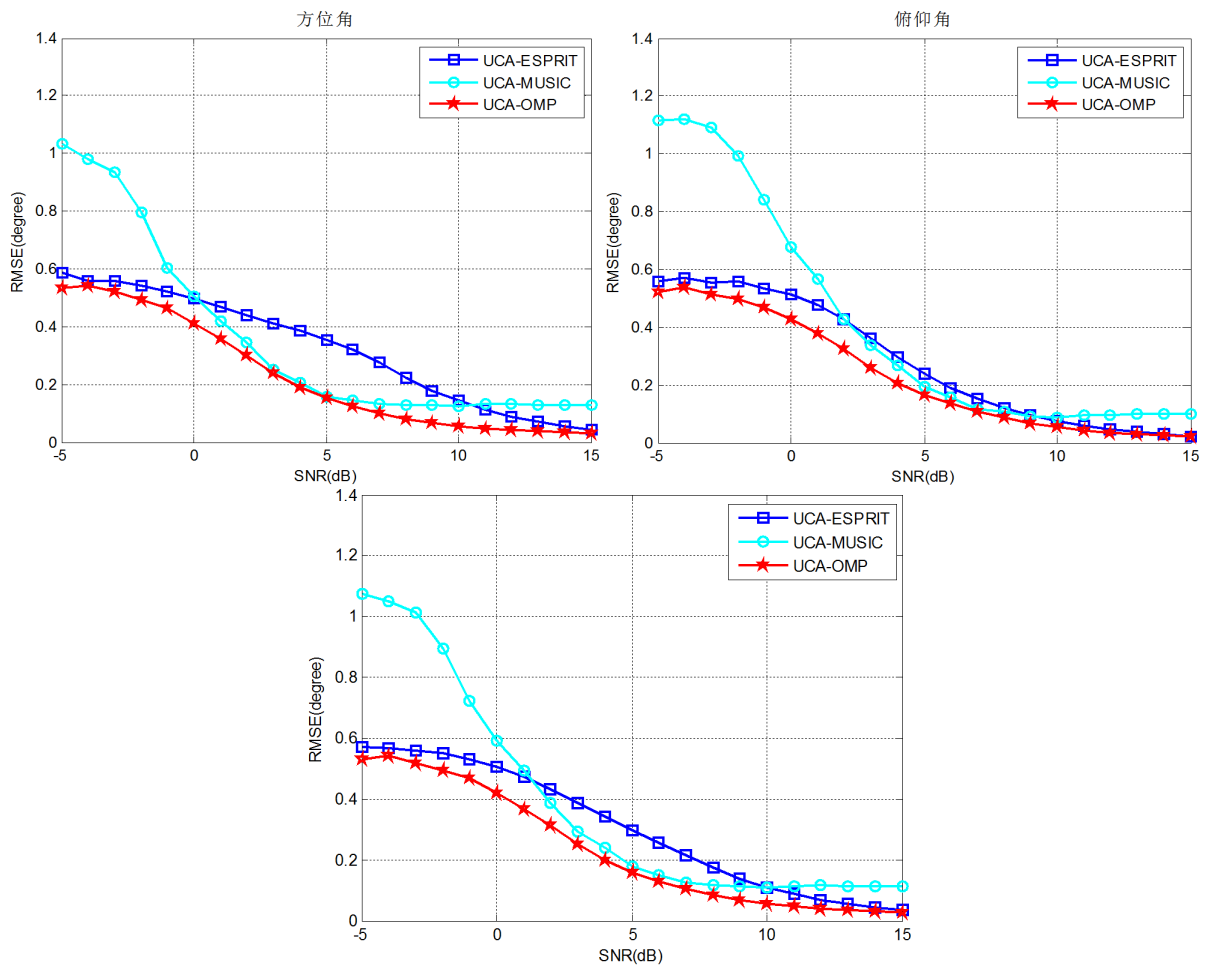 方位角
1.4
1.2
1
0.8
0.6
0.4
0.2
0
-5
0
5
10
15
RMSE(degree)
SNR(dB)
UCA-ESPRIT
UCA-MUSIC
UCA-OMP
俯仰角
1.4
1.2
1
0.8
0.6
0.4
0.2
0
-5
0
5
10
15
RMSE(degree)
SNR(dB)
UCA-ESPRIT
UCA-MUSIC
UCA-OMP
1.4
1.2
1
0.8
0.6
0.4
0.2
0
-5
0
5
10
15
RMSE(degree)
SNR(dB)
UCA-ESPRIT
UCA-MUSIC
UCA-OMP